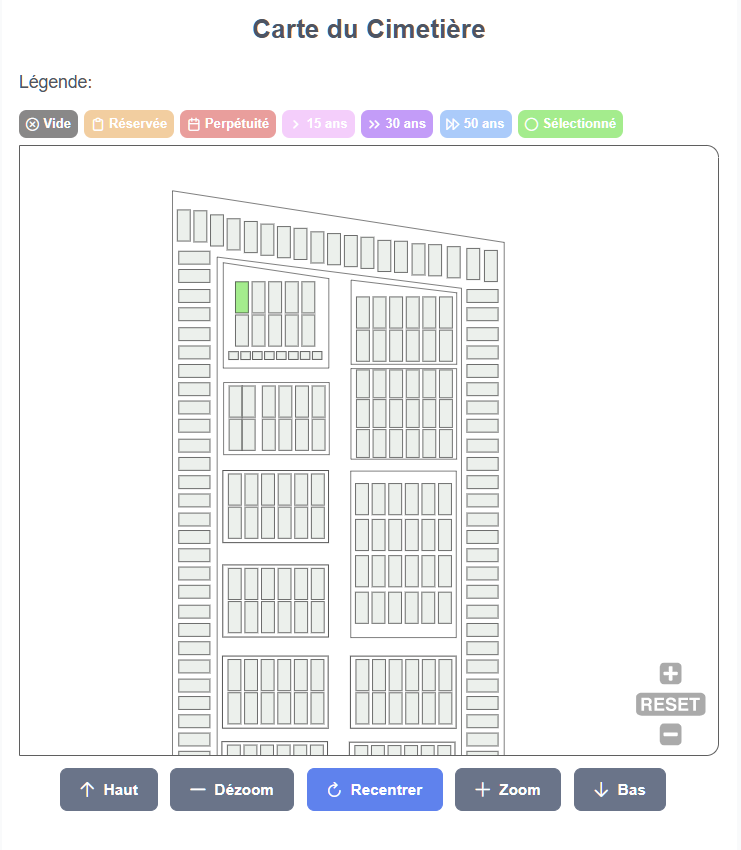 Carte du Cimetière
Légende:
Vide Réservée Perpétuité 15 ans 30 ans 50 ans Sélectionné
RESET
Haut Dézoom Recentrer Zoom Bas